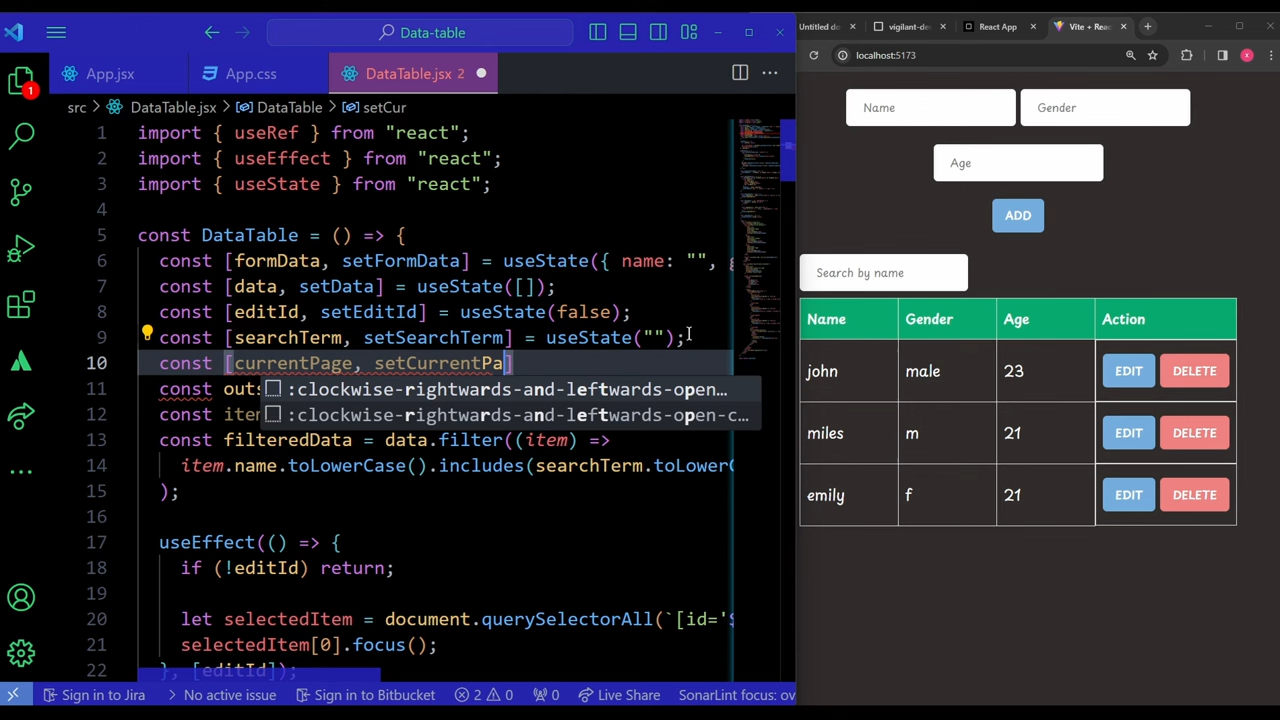 Data-table
Untitled do
vigilant-de
React App
Vite + Rea
localhost:5173
1
App.jsx
App.css
DataTable.jsx 2
src > DataTable.jsx > DataTable > setCur
1 import { useRef } from "react";
2 import { useEffect } from "react";
3 import { useState } from "react";
4
5 const DataTable = () => {
6 const [formData, setFormData] = useState({ name: "",
7 const [data, setData] = useState([]);
8 const [editId, setEditId] = useState(false);
9 const [searchTerm, setSearchTerm] = useState("");
10 const [currentPage, setCurrentPa]
11 const outs
:clockwise-rightwards-and-leftwards-open…
12 const item
:clockwise-rightwards-and-leftwards-open-c…
13 const filteredData = data.filter((item) =>
14 item.name.toLowerCase().includes(searchTerm.toLowerC
15 );
16
17 useEffect(() => {
18 if (!editId) return;
19
20 let selectedItem = document.querySelectorAll(`[id='$
21 selectedItem[0].focus();
22 }, [editId]);
Sign in to Jira
No active issue
Sign in to Bitbucket
2 0
0
Live Share
SonarLint focus: ov
Name
Gender
Age
ADD
Search by name
Name Gender Age Action
john male 23 EDIT DELETE
miles m 21 EDIT DELETE
emily f 21 EDIT DELETE